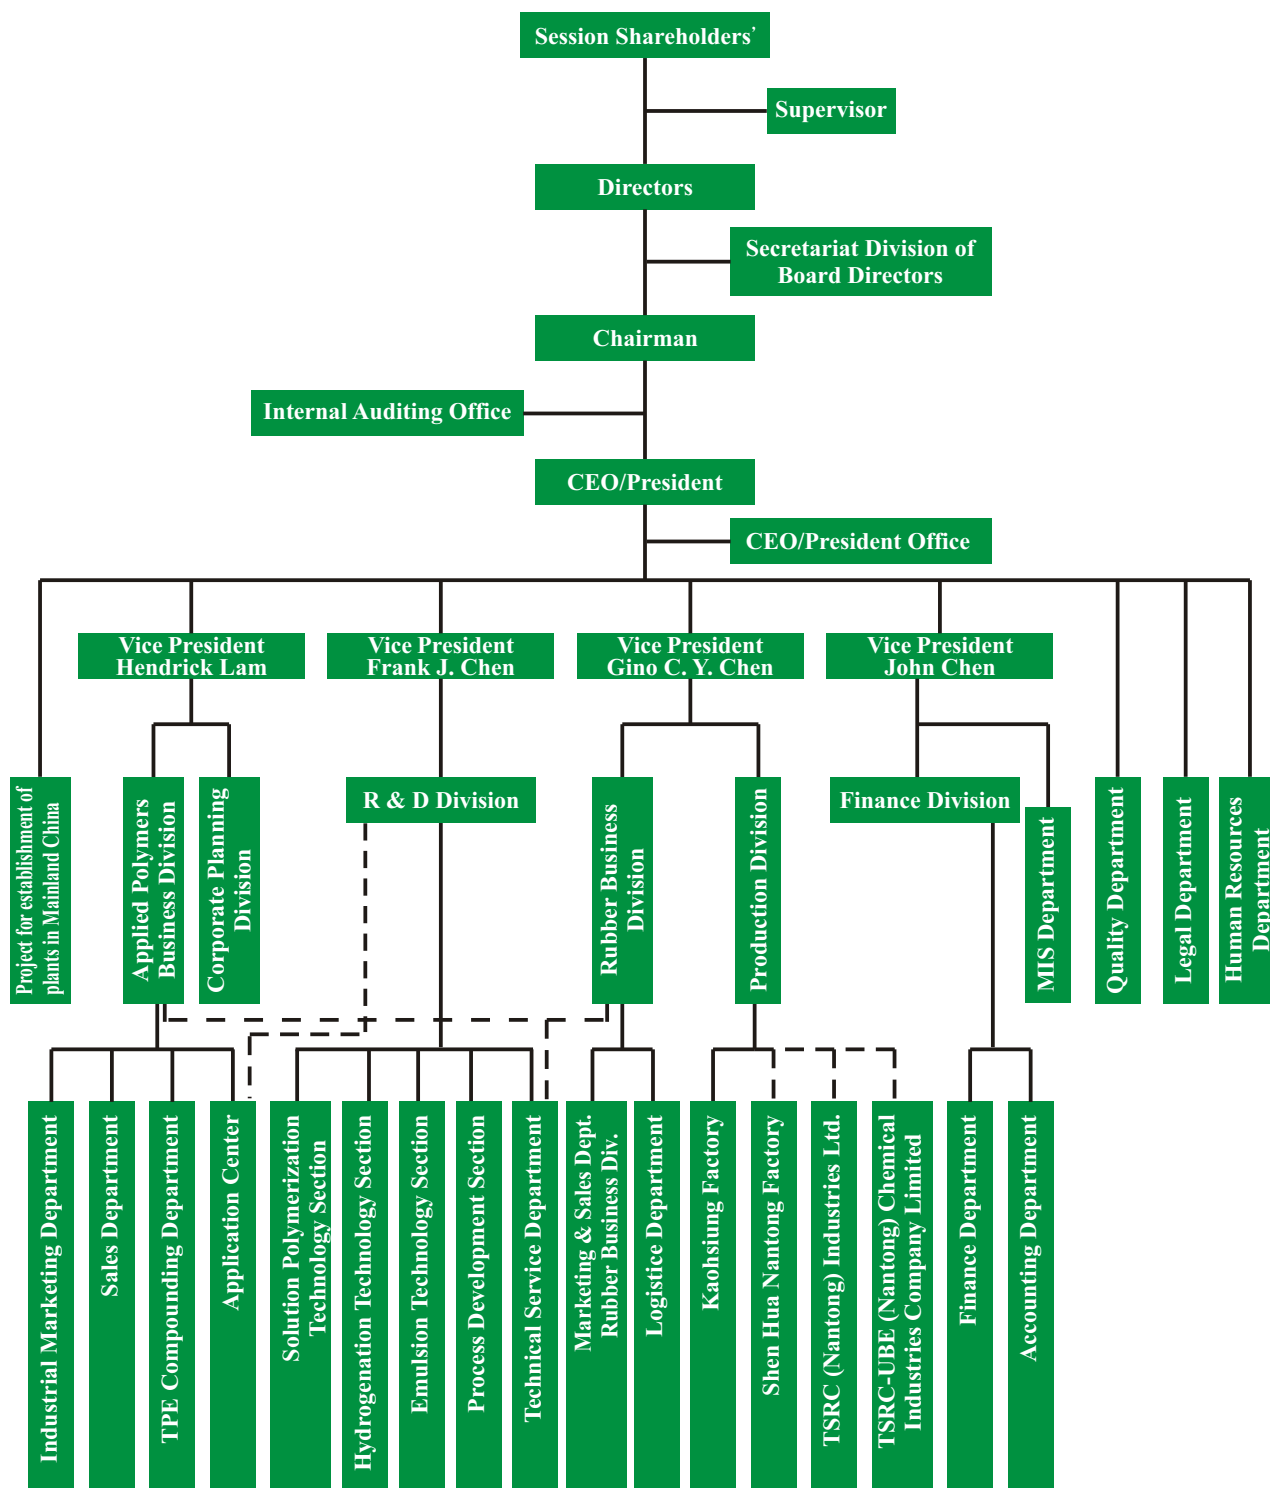 Session Shareholders’
Supervisor
Directors
Secretariat Division of
Board Directors
Chairman
Internal Auditing Office
CEO/President
CEO/President Office
Vice President
Hendrick Lam
Vice President
Frank J. Chen
Vice President
Gino C. Y. Chen
Vice President
John Chen
Project for establishment of
plants in Mainland China
Applied Polymers
Business Division
Corporate Planning
Division
R & D Division
Rubber Business
Division
Production Division
Finance Division
MIS Department
Quality Department
Legal Department
Human Resources
Department
Industrial Marketing Department
Sales Department
TPE Compounding Department
Application Center
Solution Polymerization
Technology Section
Hydrogenation Technology Section
Emulsion Technology Section
Process Development Section
Technical Service Department
Marketing & Sales Dept.
Rubber Business Div.
Logistice Department
Kaohsiung Factory
Shen Hua Nantong Factory
TSRC (Nantong) Industries Ltd.
TSRC-UBE (Nantong) Chemical
Industries Company Limited
Finance Department
Accounting Department